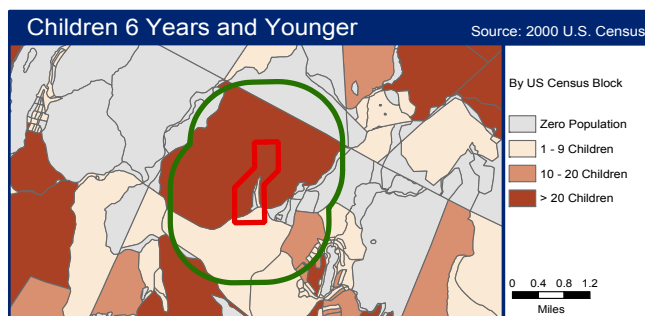 Children 6 Years and Younger
Source: 2000 U.S. Census
By US Census Block
Zero Population
1 - 9 Children
10 - 20 Children
> 20 Children
0 0.4 0.8 1.2
Miles